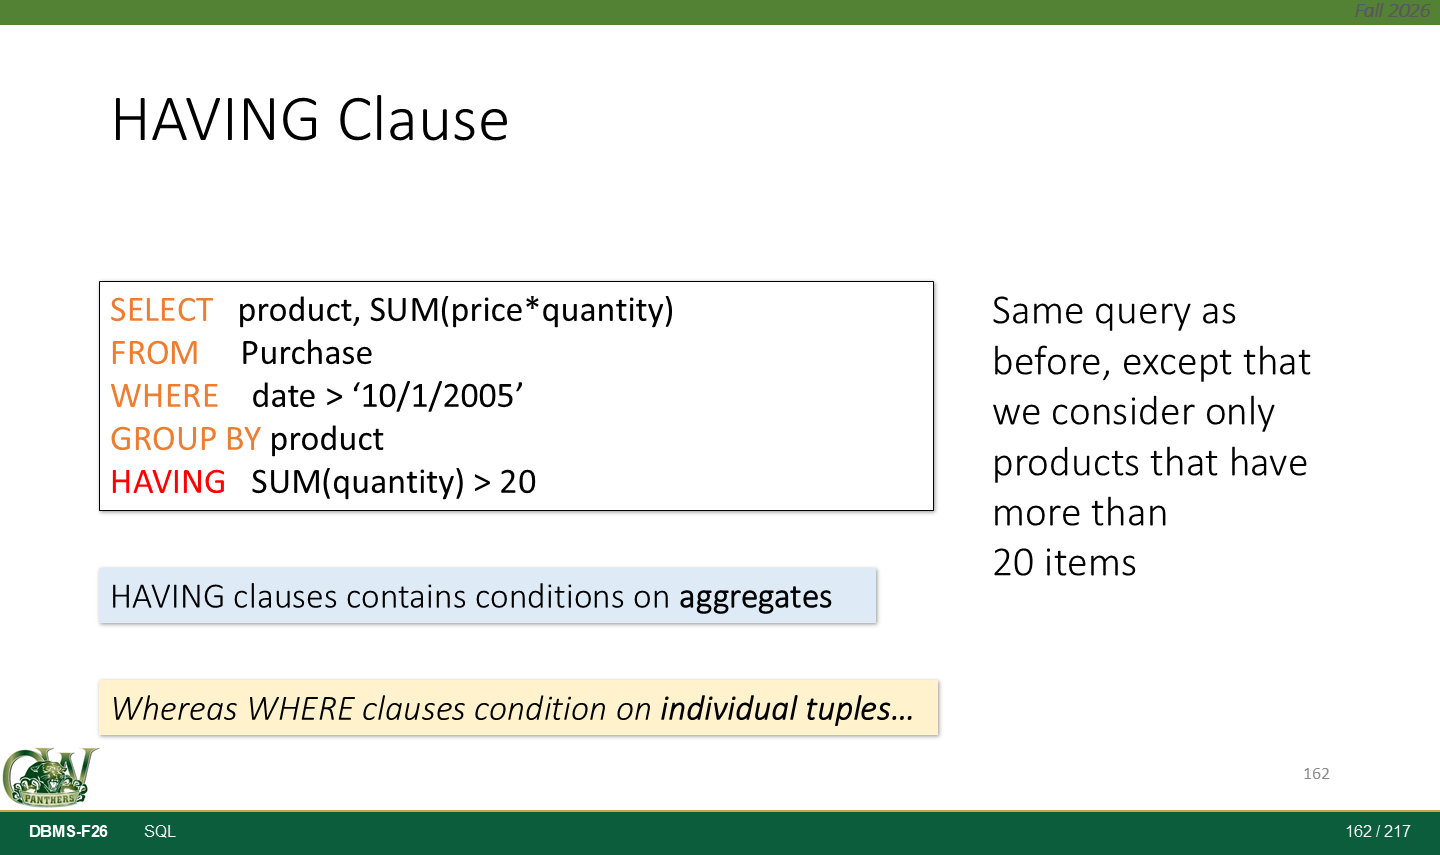 Fall 2026
HAVING Clause
SELECT product, SUM(price*quantity)
FROM Purchase
WHERE date > ‘10/1/2005’
GROUP BY product
HAVING SUM(quantity) > 20
Same query as
before, except that
we consider only
products that have
more than
20 items
HAVING clauses contains conditions on aggregates
Whereas WHERE clauses condition on individual tuples…
OW
PANTHERS
162
DBMS-F26 SQL 162 / 217